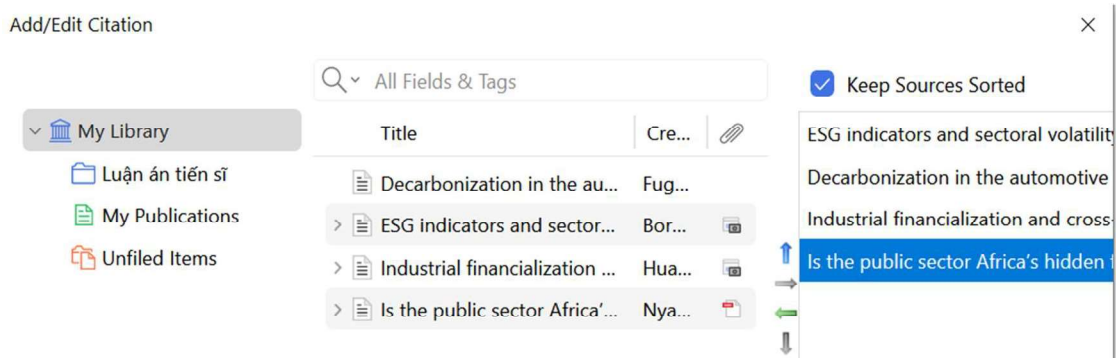 Add/Edit Citation
All Fields & Tags
Keep Sources Sorted
My Library
Luận án tiến sĩ
My Publications
Unfiled Items
Title
Cre...
Decarbonization in the au...
Fug...
ESG indicators and sector...
Bor...
Industrial financialization ...
Hua...
Is the public sector Africa’...
Nya...
ESG indicators and sectoral volatility
Decarbonization in the automotive
Industrial financialization and cross
Is the public sector Africa’s hidden